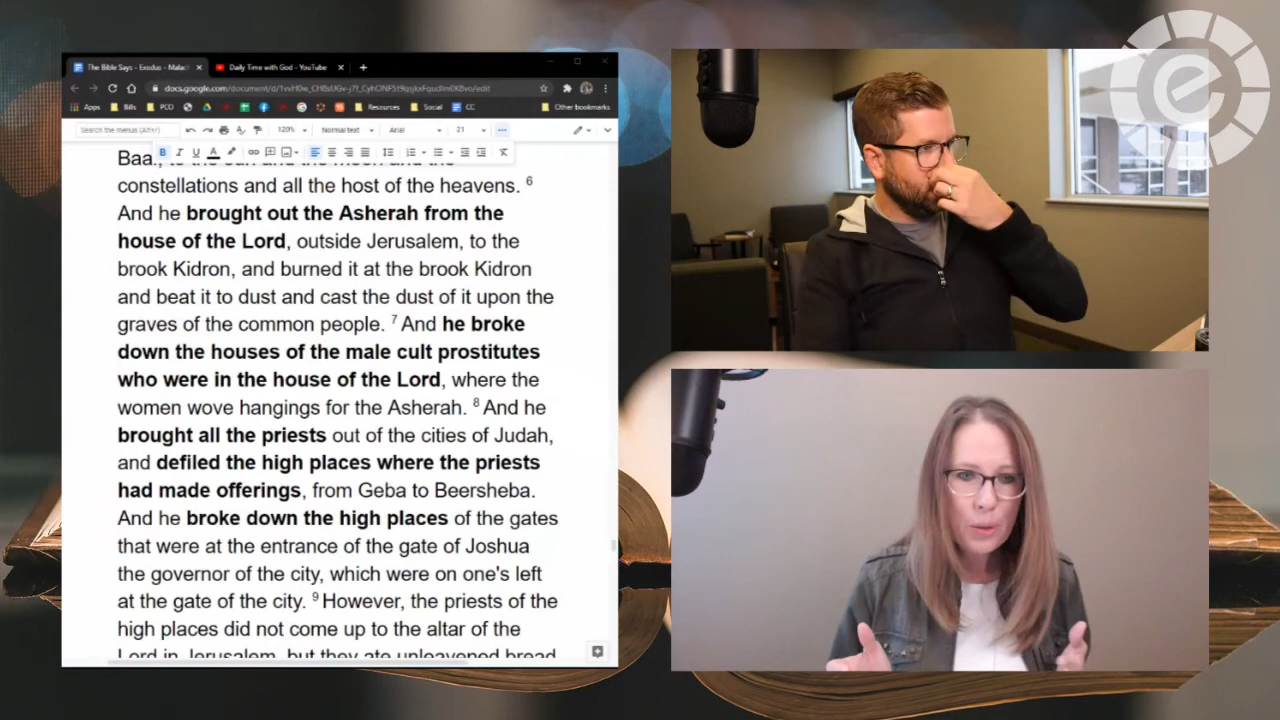 The Bible Says - Exodus - Malac
Daily Time with God - YouTube
Apps Bills PCO Resources Social CC Other bookmarks
Search the menus (Alt+/) 120% Normal text Arial 21
B I U A
constellations and all the host of the heavens. 6
And he brought out the Asherah from the
house of the Lord, outside Jerusalem, to the
brook Kidron, and burned it at the brook Kidron
and beat it to dust and cast the dust of it upon the
graves of the common people. 7 And he broke
down the houses of the male cult prostitutes
who were in the house of the Lord, where the
women wove hangings for the Asherah. 8 And he
brought all the priests out of the cities of Judah,
and defiled the high places where the priests
had made offerings, from Geba to Beersheba.
And he broke down the high places of the gates
that were at the entrance of the gate of Joshua
the governor of the city, which were on one's left
at the gate of the city. 9 However, the priests of the
high places did not come up to the altar of the
Lord in Jerusalem, but they ate unleavened bread
e